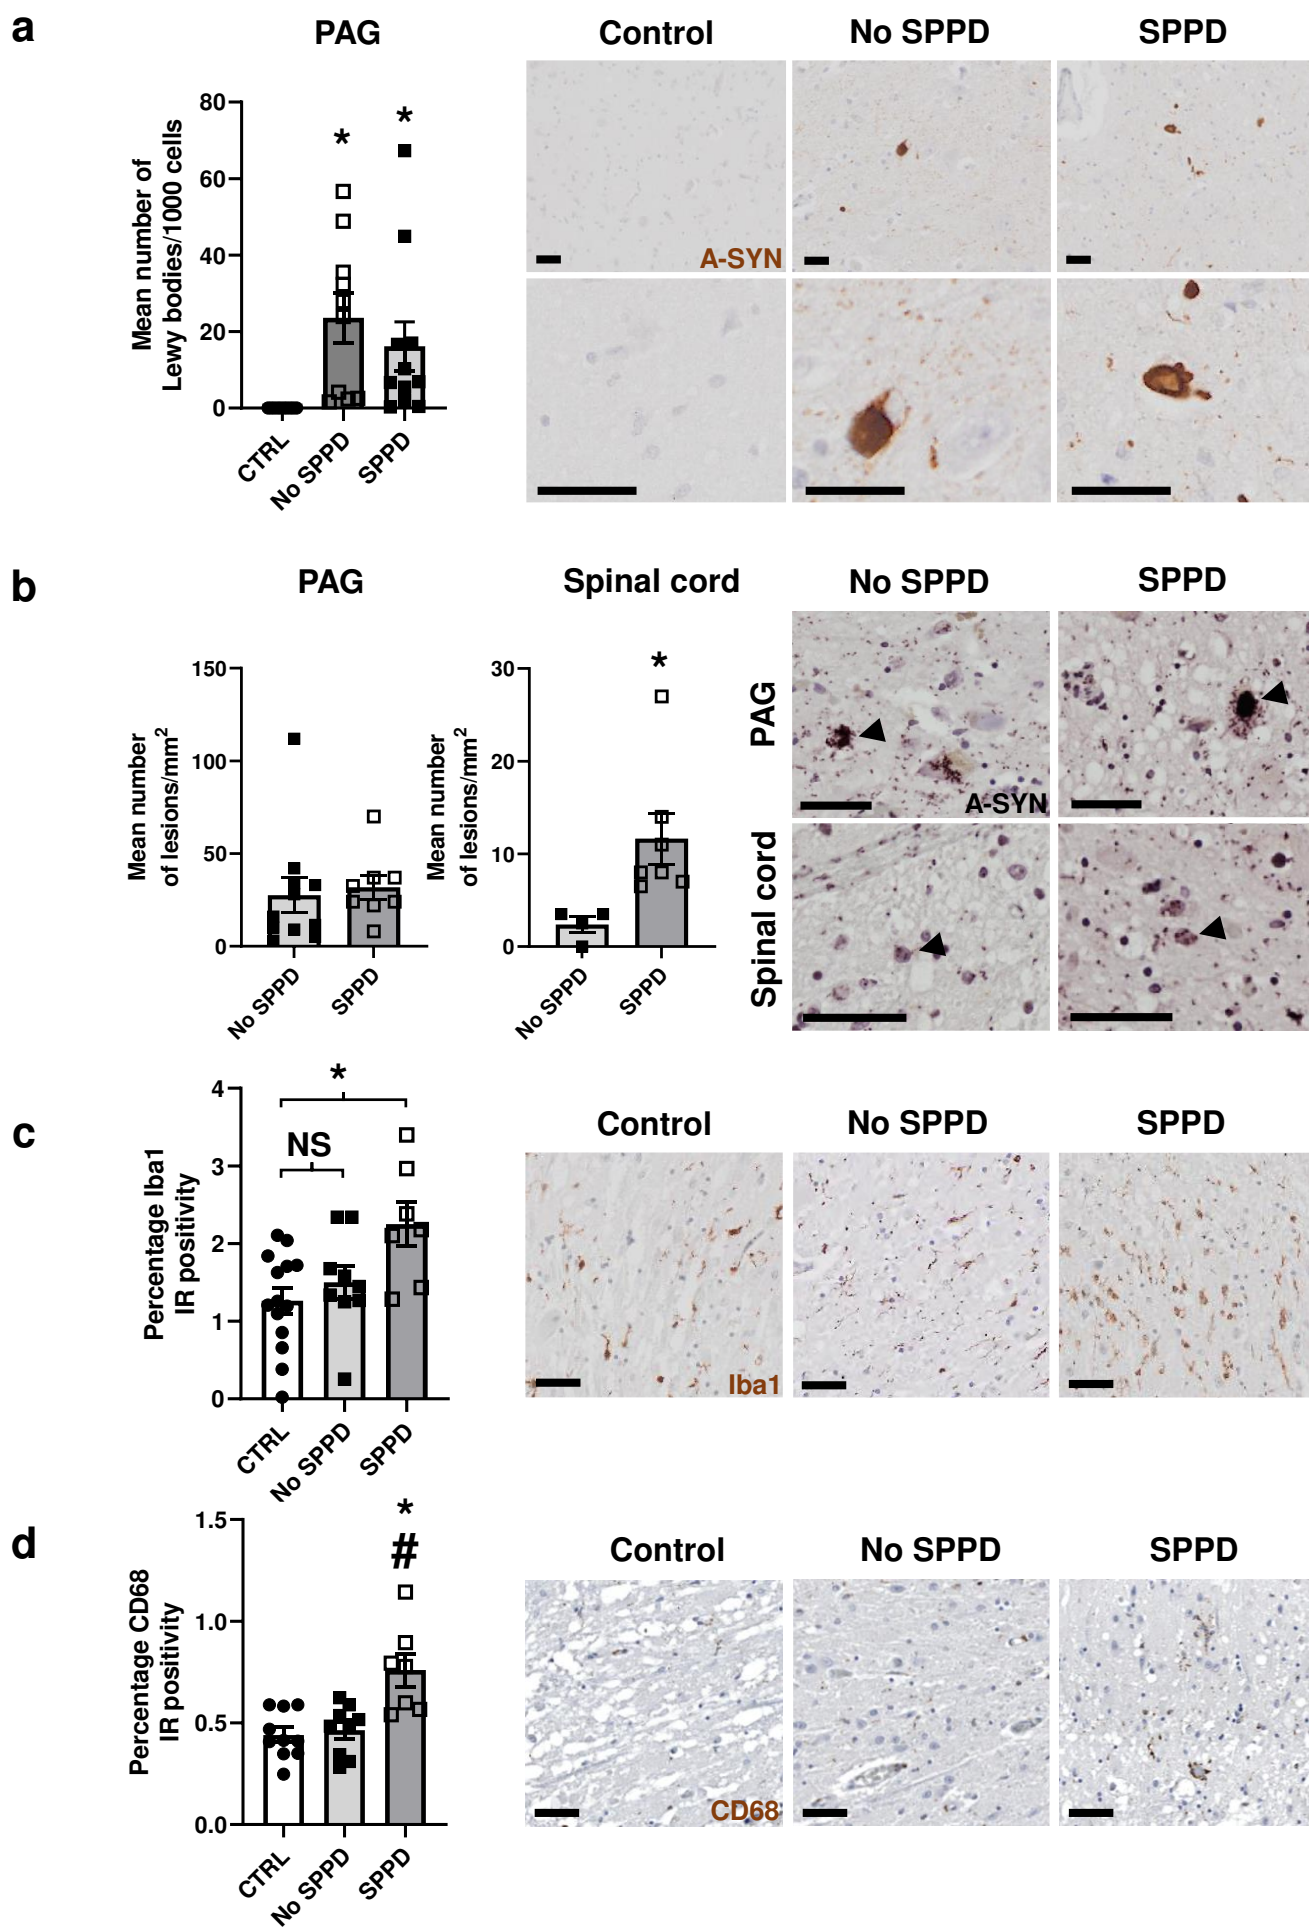 a
PAG
Control
No SPPD
SPPD
Mean number of
Lewy bodies/1000 cells
80
60
40
20
0
*
*
CTRL
No SPPD
SPPD
A-SYN
b
PAG
Spinal cord
No SPPD
SPPD
Mean number
of lesions/mm²
150
100
50
0
No SPPD
SPPD
Mean number
of lesions/mm²
30
20
10
0
*
No SPPD
SPPD
PAG
A-SYN
Spinal cord
c
Percentage Iba1
IR positivity
4
3
2
1
0
*
NS
CTRL
No SPPD
SPPD
Control
No SPPD
SPPD
Iba1
d
Percentage CD68
IR positivity
1.5
1.0
0.5
0.0
*
#
CTRL
No SPPD
SPPD
Control
No SPPD
SPPD
CD68